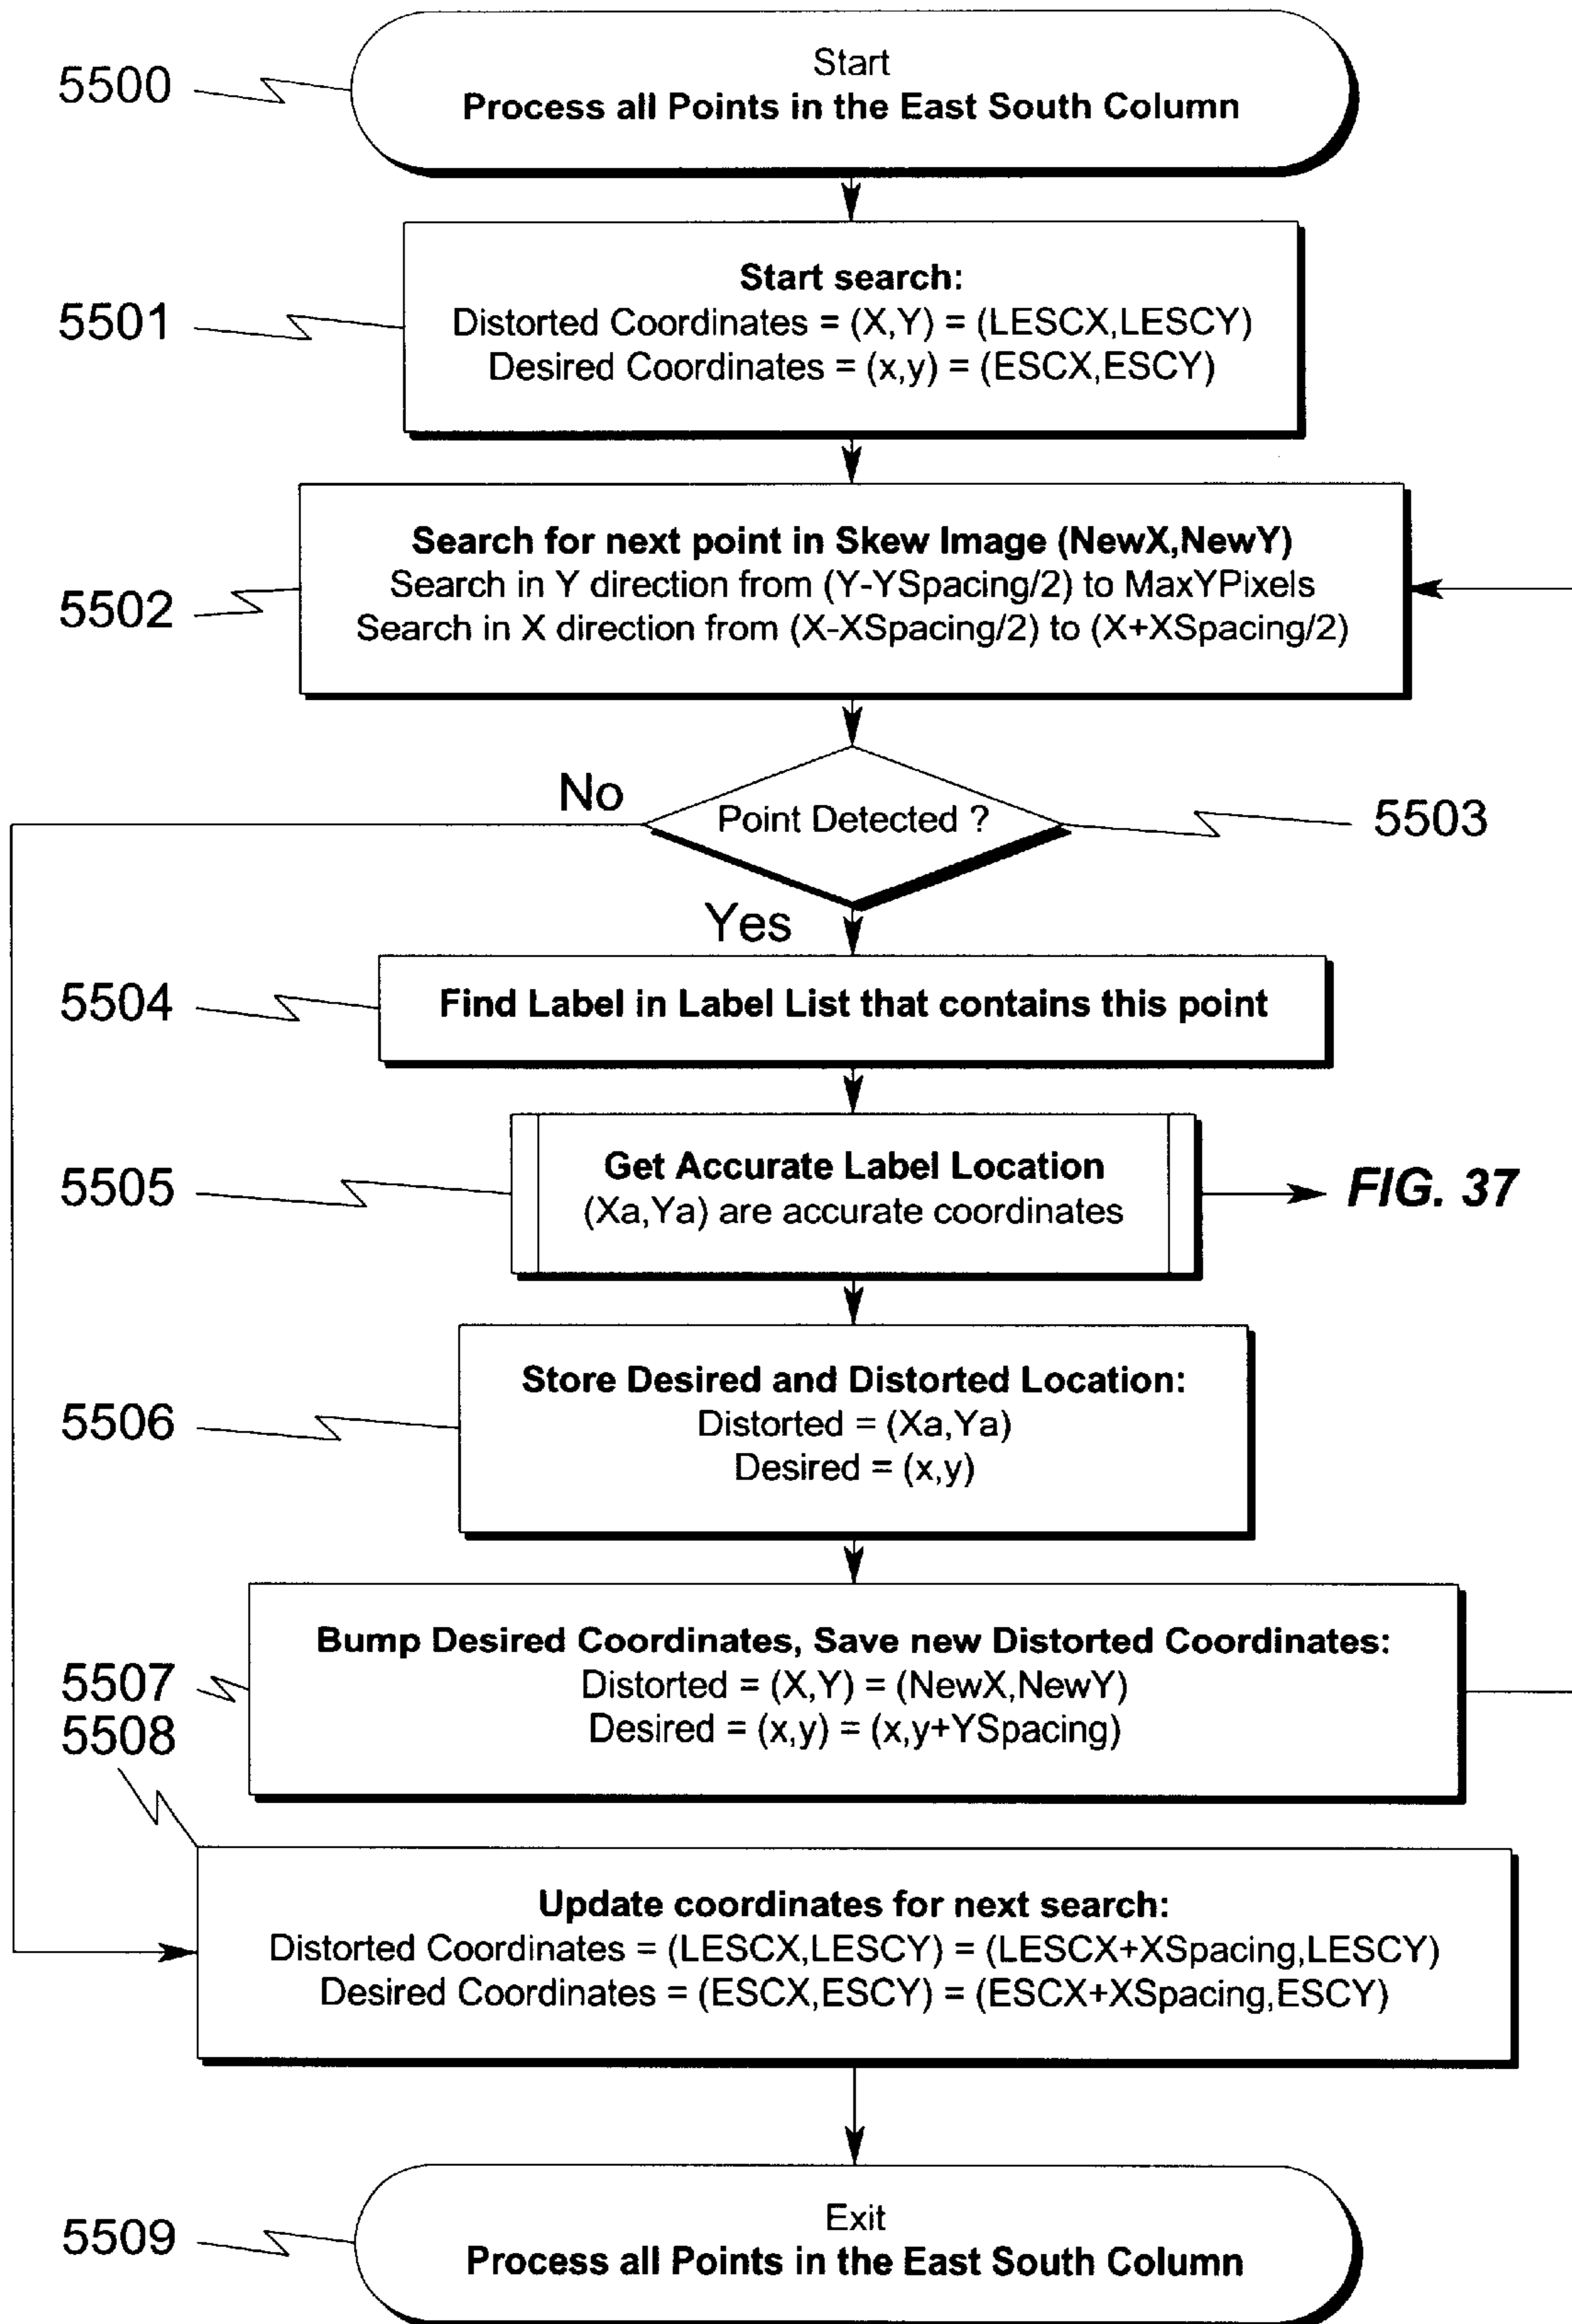 5500
Start
Process all Points in the East South Column
5501
Start search:
Distorted Coordinates = (X,Y) = (LESCX,LESCY)
Desired Coordinates = (x,y) = (ESCX,ESCY)
5502
Search for next point in Skew Image (NewX,NewY)
Search in Y direction from (Y-YSpacing/2) to MaxYPixels
Search in X direction from (X-XSpacing/2) to (X+XSpacing/2)
No
Point Detected ?
5503
Yes
5504
Find Label in Label List that contains this point
5505
Get Accurate Label Location
(Xa,Ya) are accurate coordinates
FIG. 37
5506
Store Desired and Distorted Location:
Distorted = (Xa,Ya)
Desired = (x,y)
5507
Bump Desired Coordinates, Save new Distorted Coordinates:
Distorted = (X,Y) = (NewX,NewY)
Desired = (x,y) = (x,y+YSpacing)
5508
Update coordinates for next search:
Distorted Coordinates = (LESCX,LESCY) = (LESCX+XSpacing,LESCY)
Desired Coordinates = (ESCX,ESCY) = (ESCX+XSpacing,ESCY)
5509
Exit
Process all Points in the East South Column